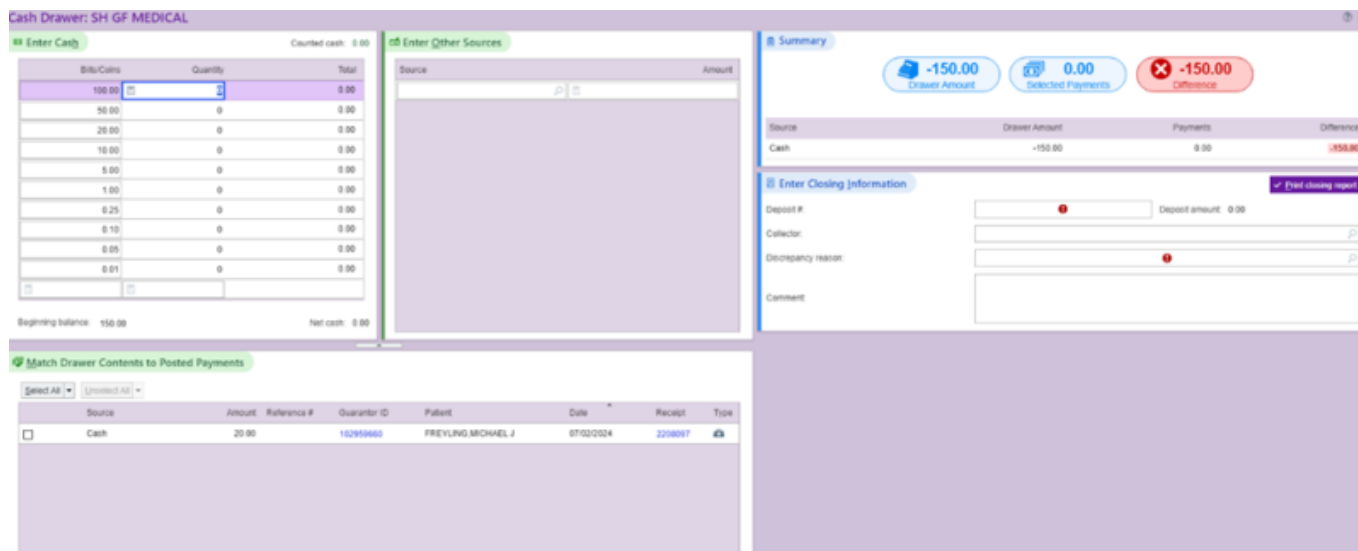 Cash Drawer: SH GF MEDICAL
Enter Cash
Counted cash: 0.00
Bills/Coins Quantity Total
100.00 0.00
50.00 0 0.00
20.00 0 0.00
10.00 0 0.00
5.00 0 0.00
1.00 0 0.00
0.25 0 0.00
0.10 0 0.00
0.05 0 0.00
0.01 0 0.00
Beginning balance: 150.00 Net cash: 0.00
Enter Other Sources
Source Amount
Summary
-150.00
Drawer Amount
0.00
Selected Payments
-150.00
Difference
Source Drawer Amount Payments Difference
Cash -150.00 0.00 -150.00
Enter Closing Information
Print closing report
Deposit #: Deposit amount: 0.00
Collector:
Discrepancy reason:
Comment:
Match Drawer Contents to Posted Payments
Select All Unselect All
Source Amount Reference # Guarantor ID Patient Date Receipt Type
Cash 20.00 102959660 FREYLING,MICHAEL J 07/02/2024 2208097